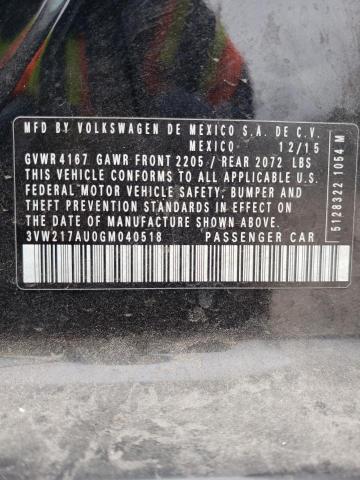 MFD BY VOLKSWAGEN DE MEXICO S.A. DE C.V.
MEXICO 12/15
GVWR 4167 GAWR FRONT 2205 / REAR 2072 LBS
THIS VEHICLE CONFORMS TO ALL APPLICABLE U.S.
FEDERAL MOTOR VEHICLE SAFETY, BUMPER AND
THEFT PREVENTION STANDARDS IN EFFECT ON THE
DATE OF MANUFACTURE SHOWN ABOVE.
3VW217AU0GM040518 PASSENGER CAR
5128322 1054 M